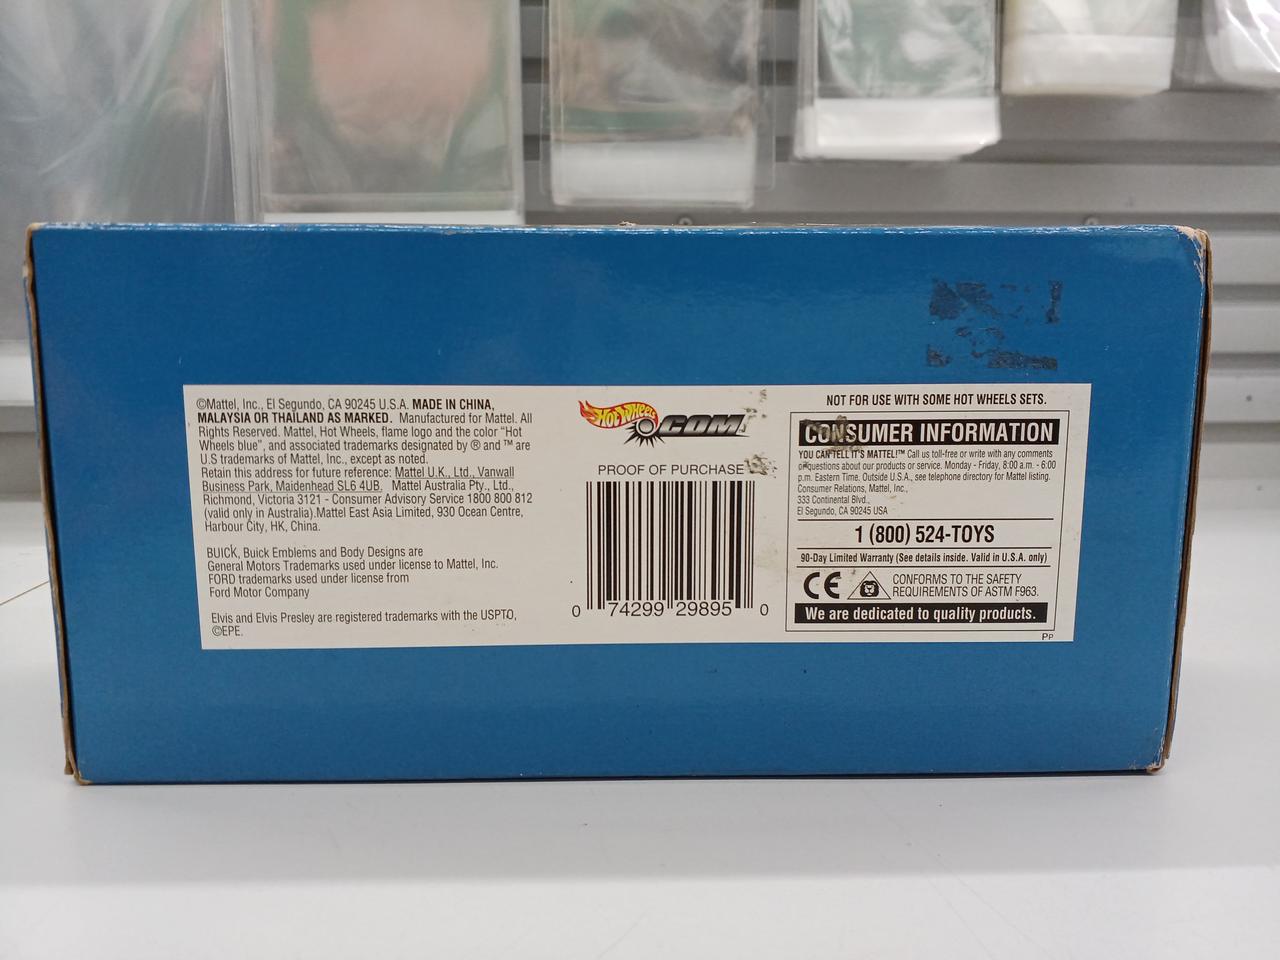 ©Mattel, Inc., El Segundo, CA 90245 U.S.A. MADE IN CHINA,
MALAYSIA OR THAILAND AS MARKED. Manufactured for Mattel. All
Rights Reserved. Mattel, Hot Wheels, flame logo and the color "Hot
Wheels blue", and associated trademarks designated by ® and ™ are
U.S trademarks of Mattel, Inc., except as noted.
Retain this address for future reference: Mattel U.K., Ltd., Vanwall
Business Park, Maidenhead SL6 4UB. Mattel Australia Pty., Ltd.,
Richmond, Victoria 3121 - Consumer Advisory Service 1800 800 812
(valid only in Australia).Mattel East Asia Limited, 930 Ocean Centre,
Harbour City, HK, China.
BUICK, Buick Emblems and Body Designs are
General Motors Trademarks used under license to Mattel, Inc.
FORD trademarks used under license from
Ford Motor Company
Elvis and Elvis Presley are registered trademarks with the USPTO,
©EPE.
HOT WHEELS
.COM
PROOF OF PURCHASE
0 74299 29895 0
NOT FOR USE WITH SOME HOT WHEELS SETS.
CONSUMER INFORMATION
YOU CAN TELL IT'S MATTEL!™ Call us toll-free or write with any comments
or questions about our products or service. Monday - Friday, 8:00 a.m. - 6:00
p.m. Eastern Time. Outside U.S.A., see telephone directory for Mattel listing.
Consumer Relations, Mattel, Inc.,
333 Continental Blvd.,
El Segundo, CA 90245 USA
1 (800) 524-TOYS
90-Day Limited Warranty (See details inside. Valid in U.S.A. only)
CE
CONFORMS TO THE SAFETY
REQUIREMENTS OF ASTM F963.
We are dedicated to quality products.
PP